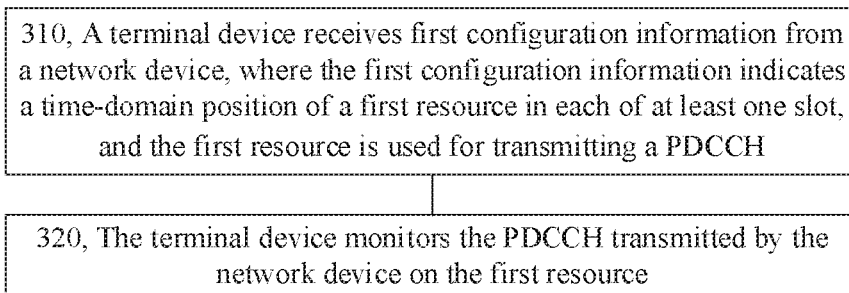 310, A terminal device receives first configuration information from
a network device, where the first configuration information indicates
a time-domain position of a first resource in each of at least one slot,
and the first resource is used for transmitting a PDCCH
320, The terminal device monitors the PDCCH transmitted by the
network device on the first resource